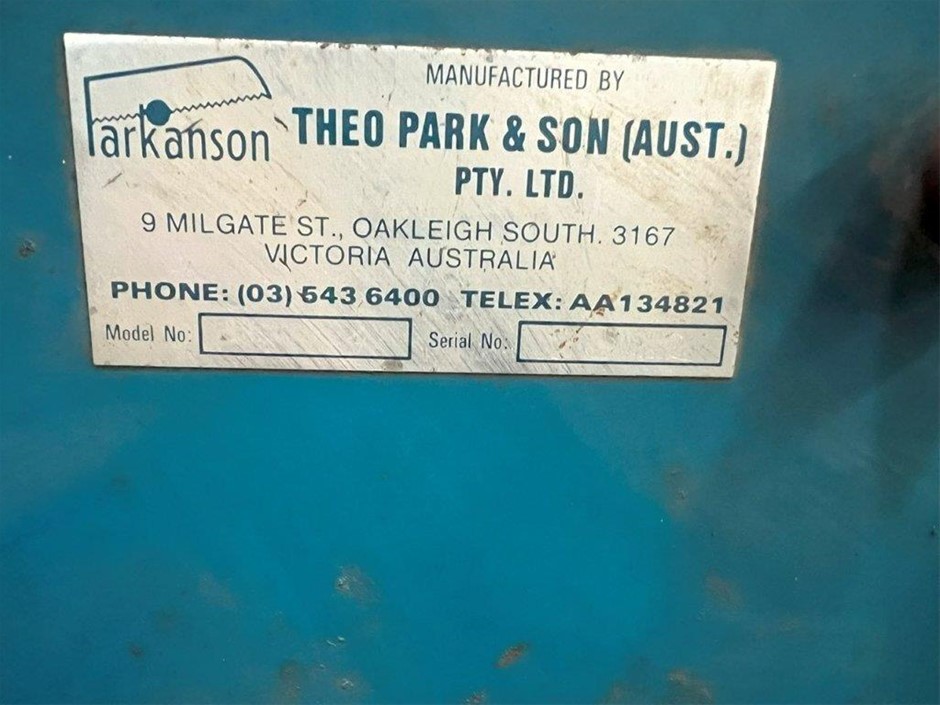 Parkanson
MANUFACTURED BY
THEO PARK & SON (AUST.)
PTY. LTD.
9 MILGATE ST., OAKLEIGH SOUTH. 3167
VICTORIA AUSTRALIA
PHONE: (03) 543 6400 TELEX: AA134821
Model No: Serial No: